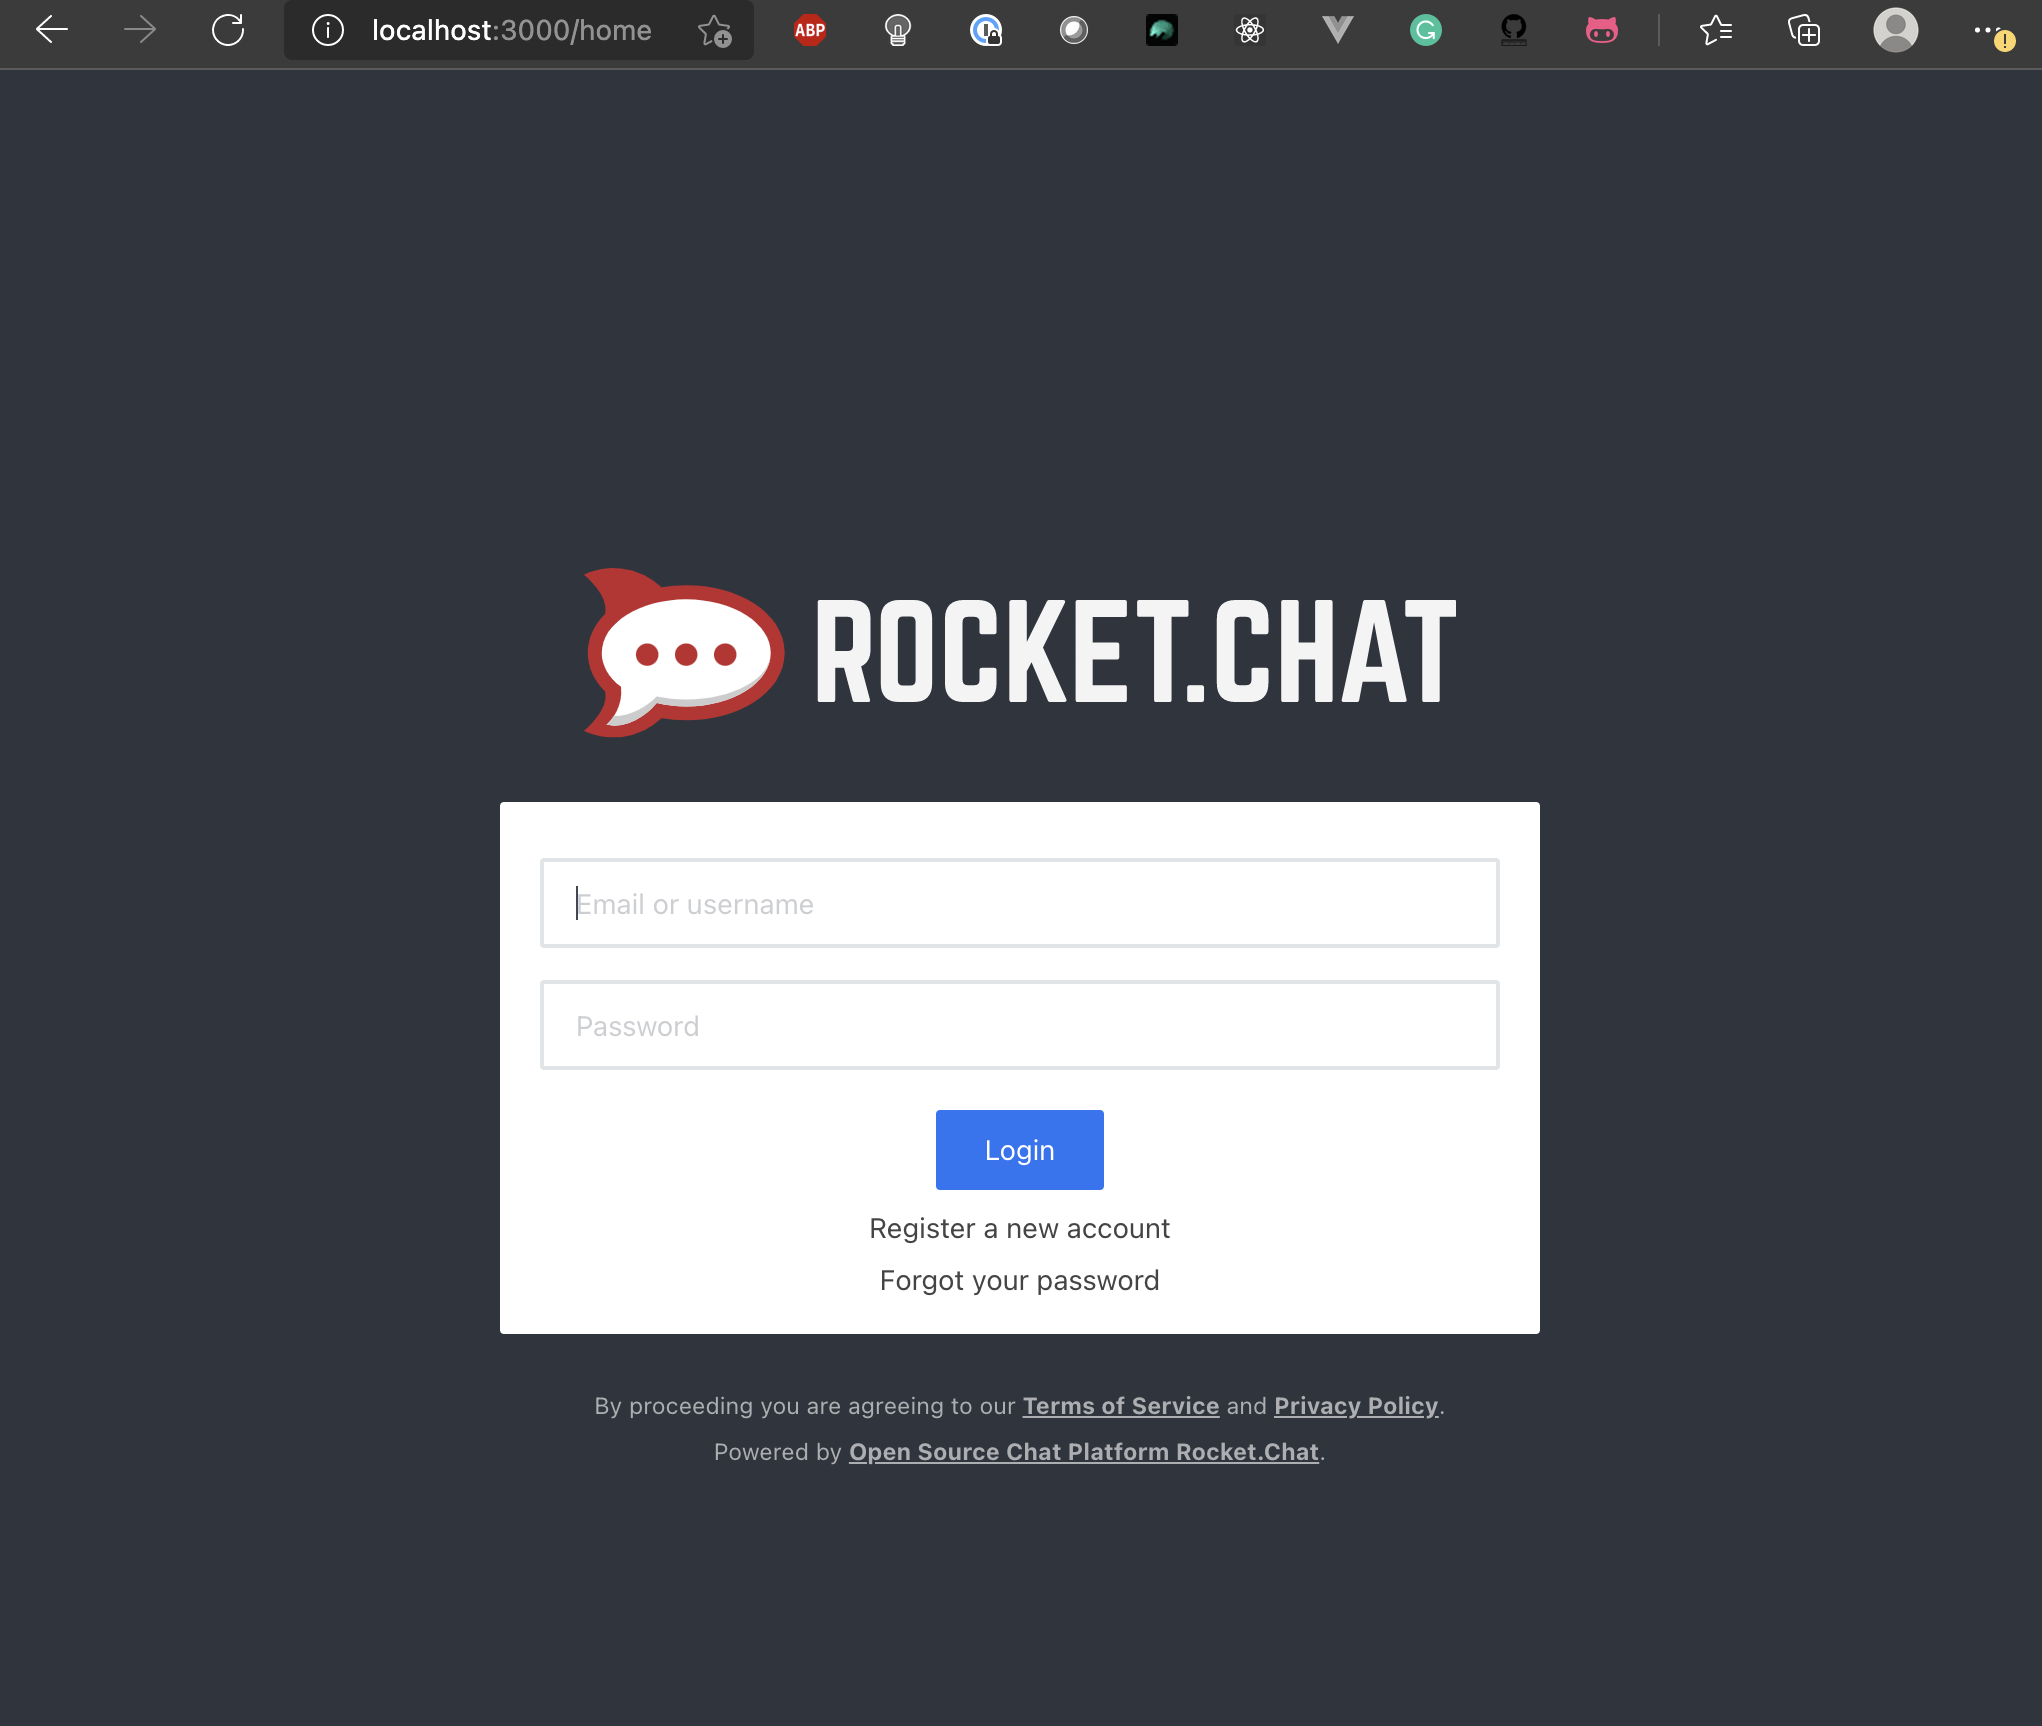 localhost:3000/home
ABP
ROCKET.CHAT
Email or username
Password
Login
Register a new account
Forgot your password
By proceeding you are agreeing to our Terms of Service and Privacy Policy.
Powered by Open Source Chat Platform Rocket.Chat.